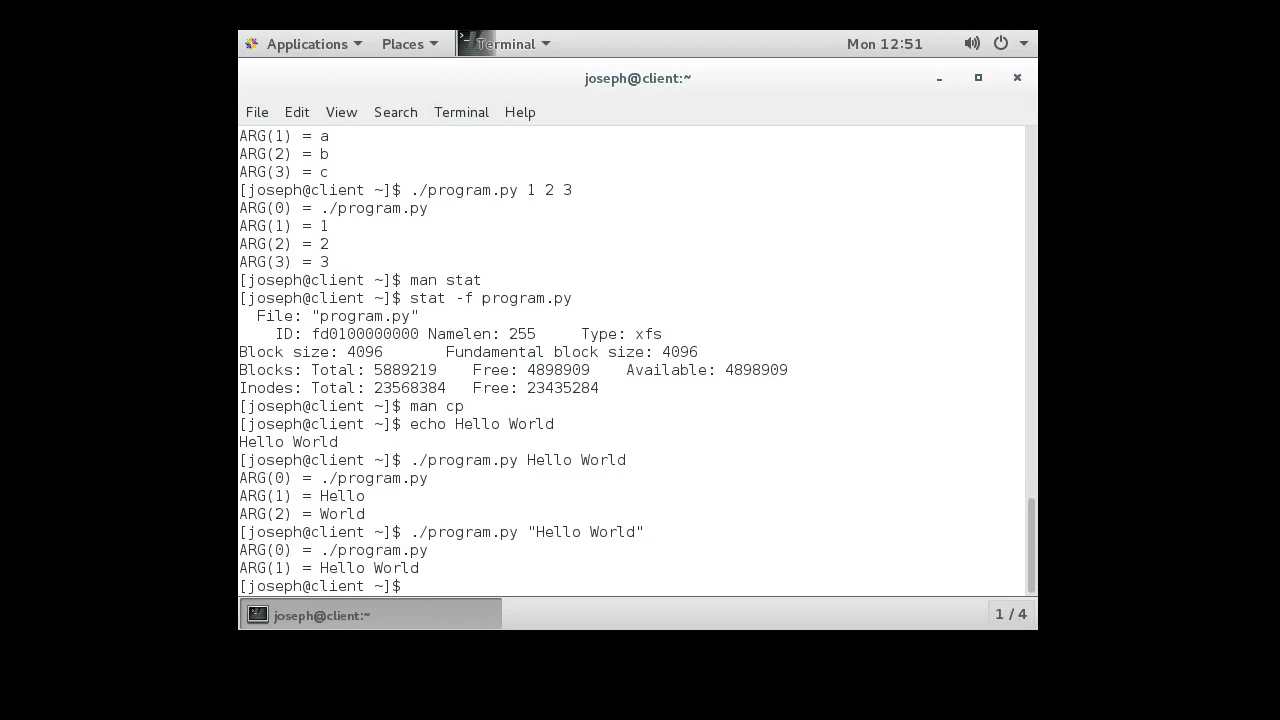 Applications Places Terminal Mon 12:51
joseph@client:~
File Edit View Search Terminal Help
ARG(1) = a
ARG(2) = b
ARG(3) = c
[joseph@client ~]$ ./program.py 1 2 3
ARG(0) = ./program.py
ARG(1) = 1
ARG(2) = 2
ARG(3) = 3
[joseph@client ~]$ man stat
[joseph@client ~]$ stat -f program.py
  File: "program.py"
    ID: fd0100000000 Namelen: 255     Type: xfs
Block size: 4096       Fundamental block size: 4096
Blocks: Total: 5889219    Free: 4898909    Available: 4898909
Inodes: Total: 23568384   Free: 23435284
[joseph@client ~]$ man cp
[joseph@client ~]$ echo Hello World
Hello World
[joseph@client ~]$ ./program.py Hello World
ARG(0) = ./program.py
ARG(1) = Hello
ARG(2) = World
[joseph@client ~]$ ./program.py "Hello World"
ARG(0) = ./program.py
ARG(1) = Hello World
[joseph@client ~]$
joseph@client:~ 1 / 4